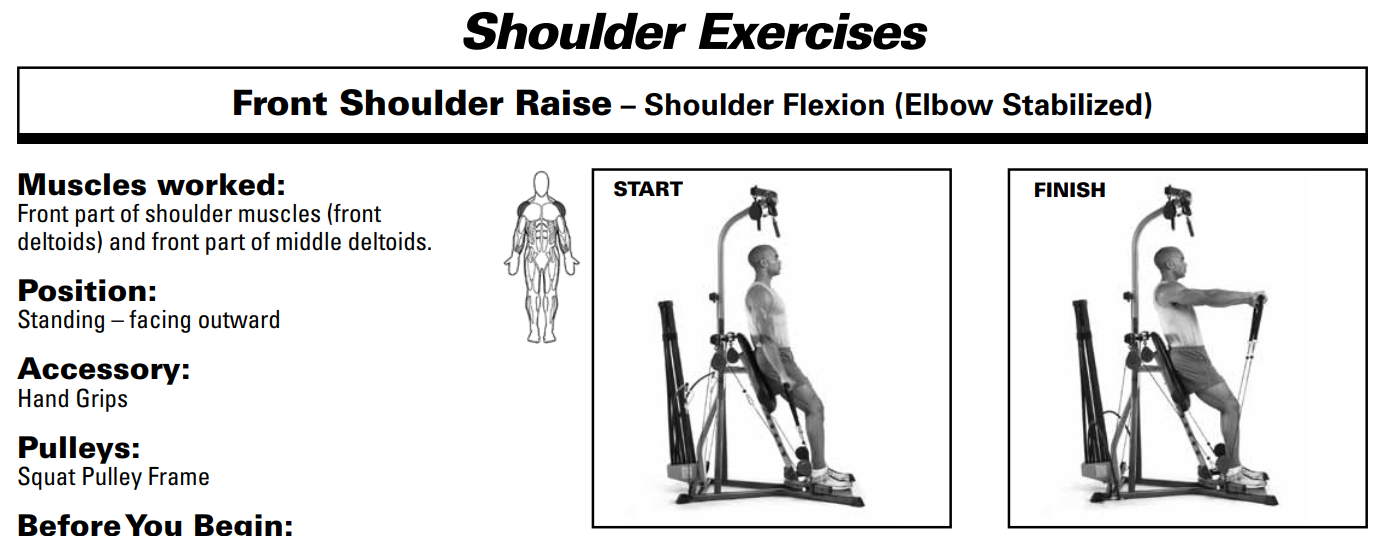 Shoulder Exercises
Front Shoulder Raise – Shoulder Flexion (Elbow Stabilized)
Muscles worked:
Front part of shoulder muscles (front
deltoids) and front part of middle deltoids.
Position:
Standing – facing outward
Accessory:
Hand Grips
Pulleys:
Squat Pulley Frame
Before You Begin:
START
FINISH